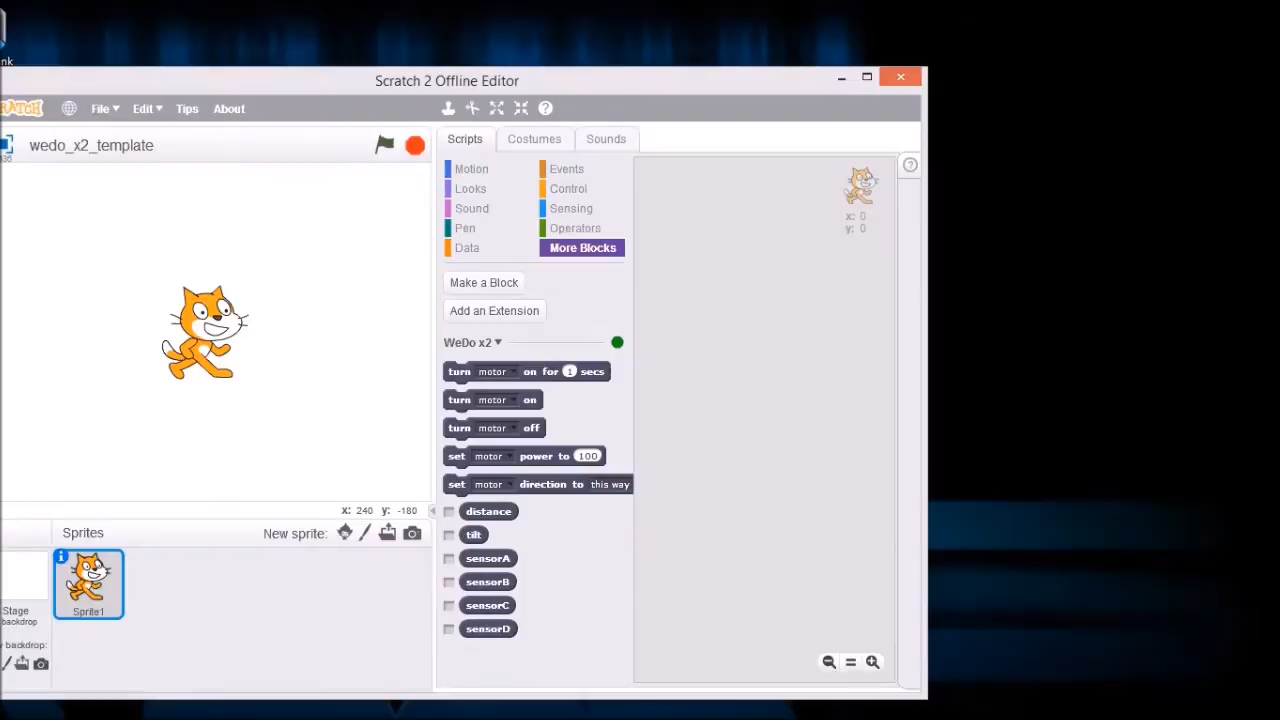 nk
Scratch 2 Offline Editor
File Edit Tips About
wedo_x2_template
Scripts Costumes Sounds
Motion Events
Looks Control
Sound Sensing
Pen Operators
Data More Blocks
Make a Block
Add an Extension
WeDo x2
turn motor on for 1 secs
turn motor on
turn motor off
set motor power to 100
set motor direction to this way
distance
tilt
sensorA
sensorB
sensorC
sensorD
x: 0
y: 0
x: 240 y: -180
Sprites New sprite:
Sprite1
Stage
backdrop
backdrop: